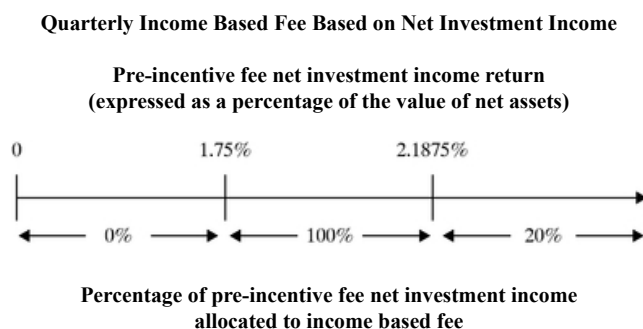 Quarterly Income Based Fee Based on Net Investment Income
Pre-incentive fee net investment income return
(expressed as a percentage of the value of net assets)
0 1.75% 2.1875%
0% 100% 20%
Percentage of pre-incentive fee net investment income
allocated to income based fee